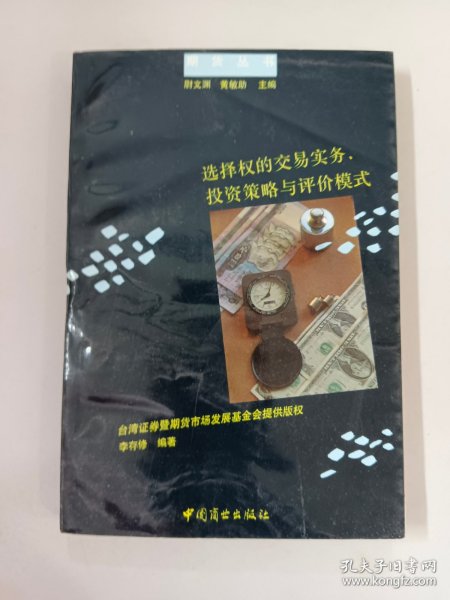 期货丛书
尉文渊 黄敏助 主编
选择权的交易实务·
投资策略与评价模式
台湾证券暨期货市场发展基金会提供版权
李存修 编著
中国商业出版社
孔夫子旧书网
www.kongfz.com